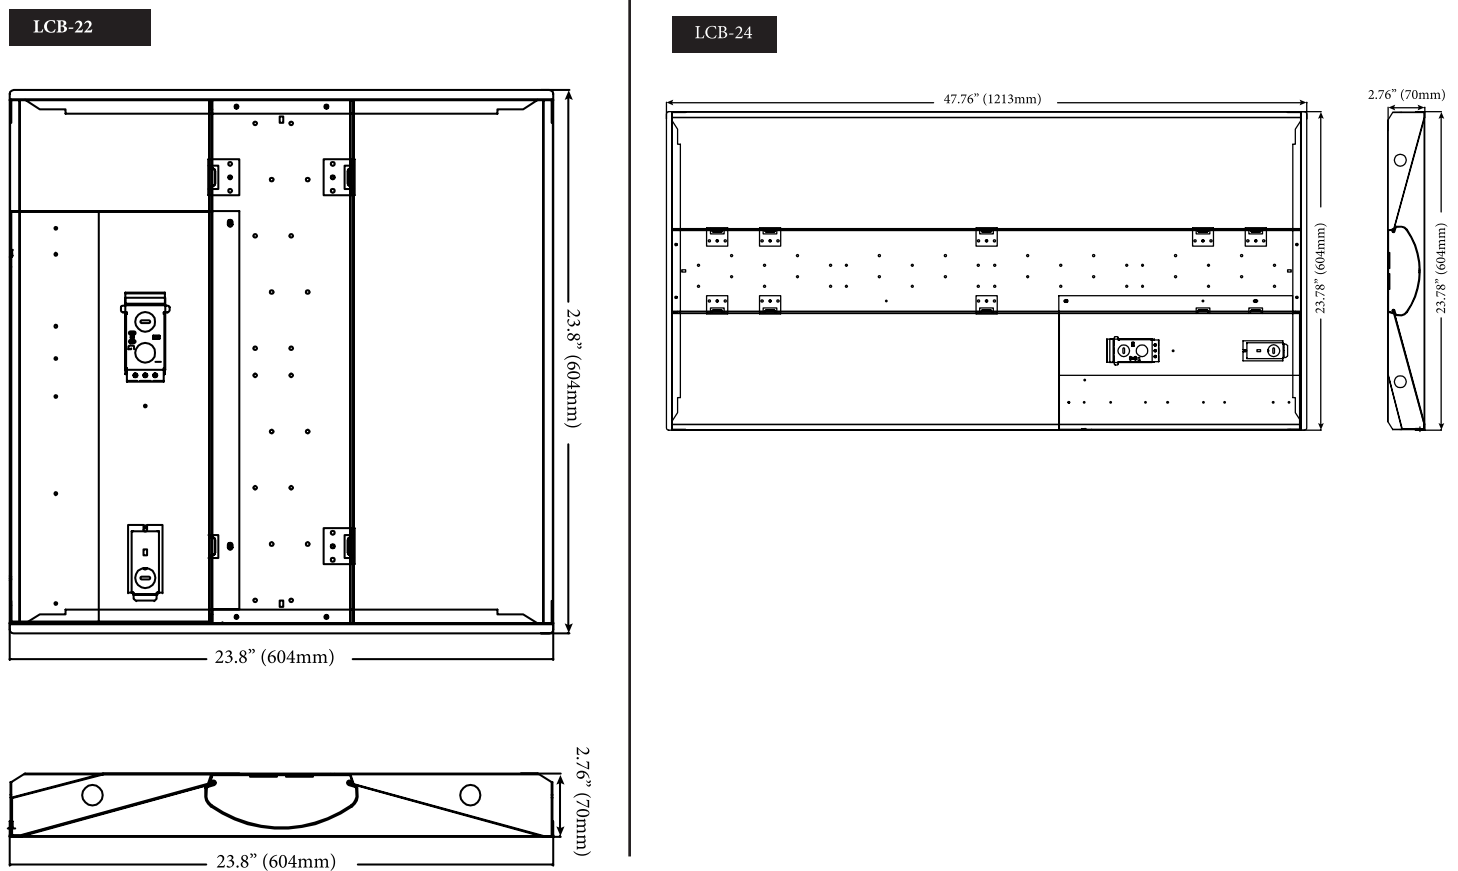 LCB-22
23.8” (604mm)
23.8” (604mm)
2.76” (70mm)
23.8” (604mm)
LCB-24
47.76” (1213mm)
2.76” (70mm)
23.78” (604mm)
23.78” (604mm)